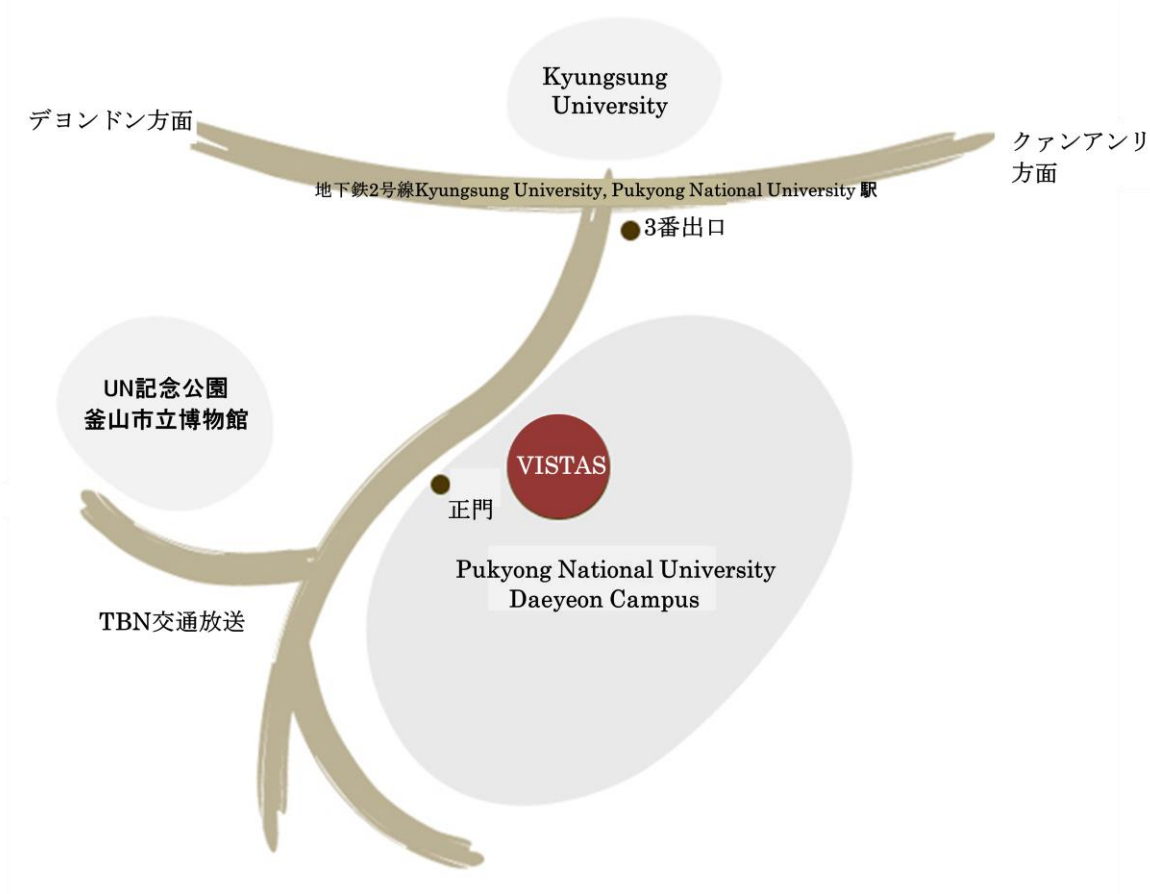 Kyungsung
University
デヨンドン方面
クァンアンリ
方面
地下鉄2号線Kyungsung University, Pukyong National University 駅
3番出口
UN記念公園
釜山市立博物館
VISTAS
正門
Pukyong National University
Daeyeon Campus
TBN交通放送